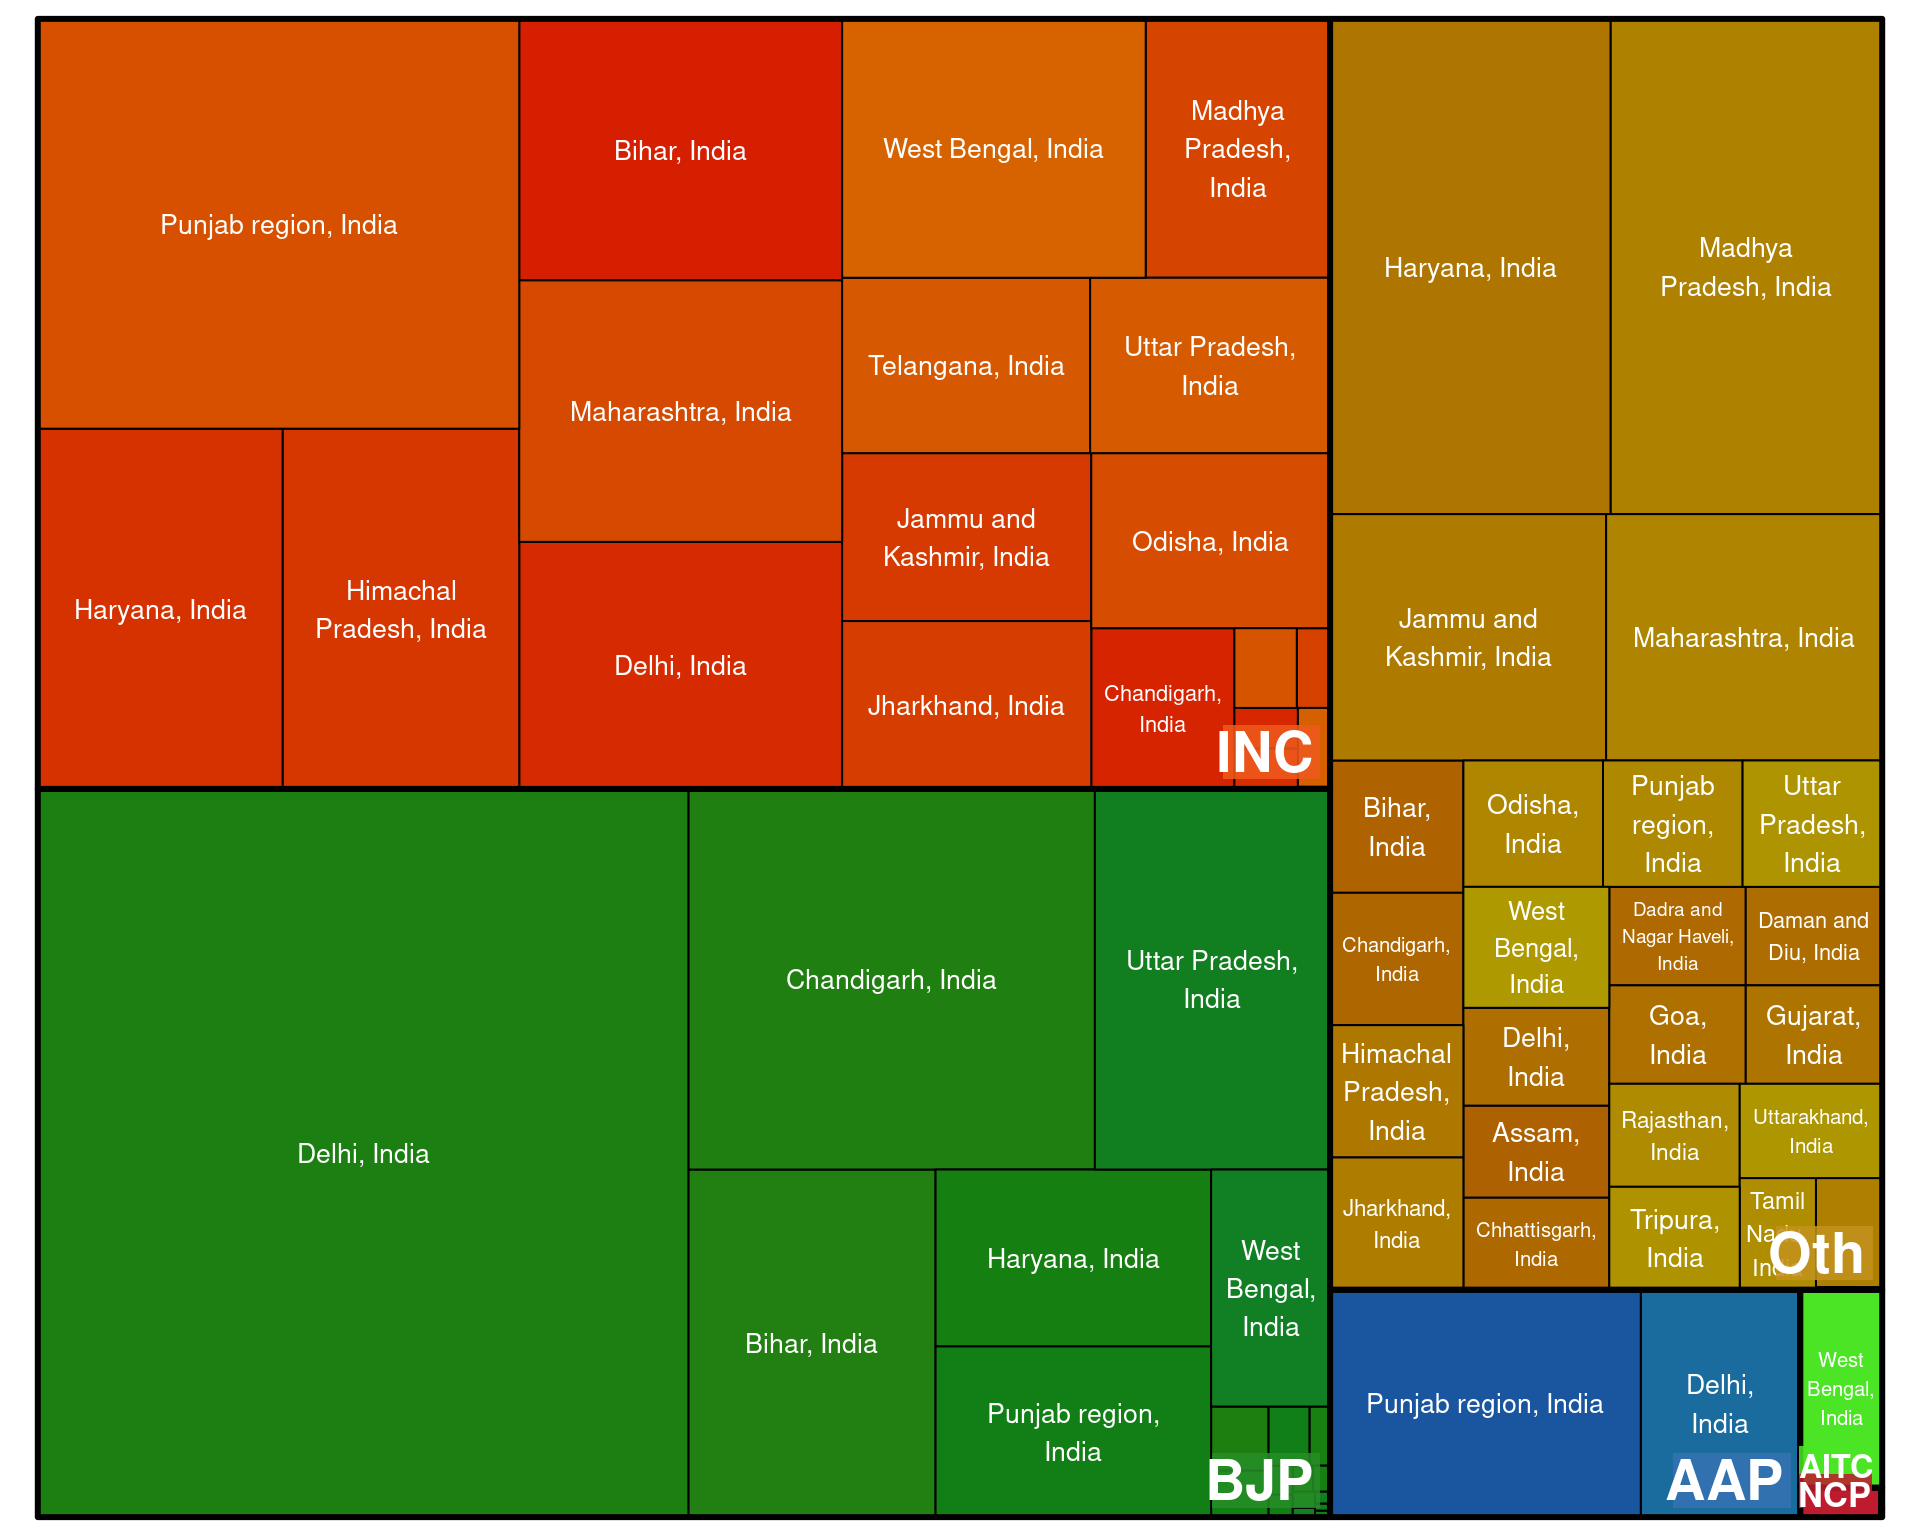 Punjab region, India
Bihar, India
West Bengal, India
Madhya
Pradesh,
India
Maharashtra, India
Telangana, India
Uttar Pradesh,
India
Haryana, India
Himachal
Pradesh, India
Delhi, India
Jammu and
Kashmir, India
Odisha, India
Jharkhand, India
Chandigarh,
India
INC
Delhi, India
Chandigarh, India
Uttar Pradesh,
India
Bihar, India
Haryana, India
Punjab region,
India
West
Bengal,
India
BJP
Haryana, India
Madhya
Pradesh, India
Jammu and
Kashmir, India
Maharashtra, India
Bihar,
India
Odisha,
India
Punjab
region,
India
Uttar
Pradesh,
India
Chandigarh,
India
West
Bengal,
India
Dadra and
Nagar Haveli,
India
Daman and
Diu, India
Himachal
Pradesh,
India
Delhi,
India
Goa,
India
Gujarat,
India
Jharkhand,
India
Assam,
India
Chhattisgarh,
India
Rajasthan,
India
Uttarakhand,
India
Tripura,
India
Tamil
Oth
Punjab region, India
Delhi,
India
AAP
West
Bengal,
India
AITC
NCP